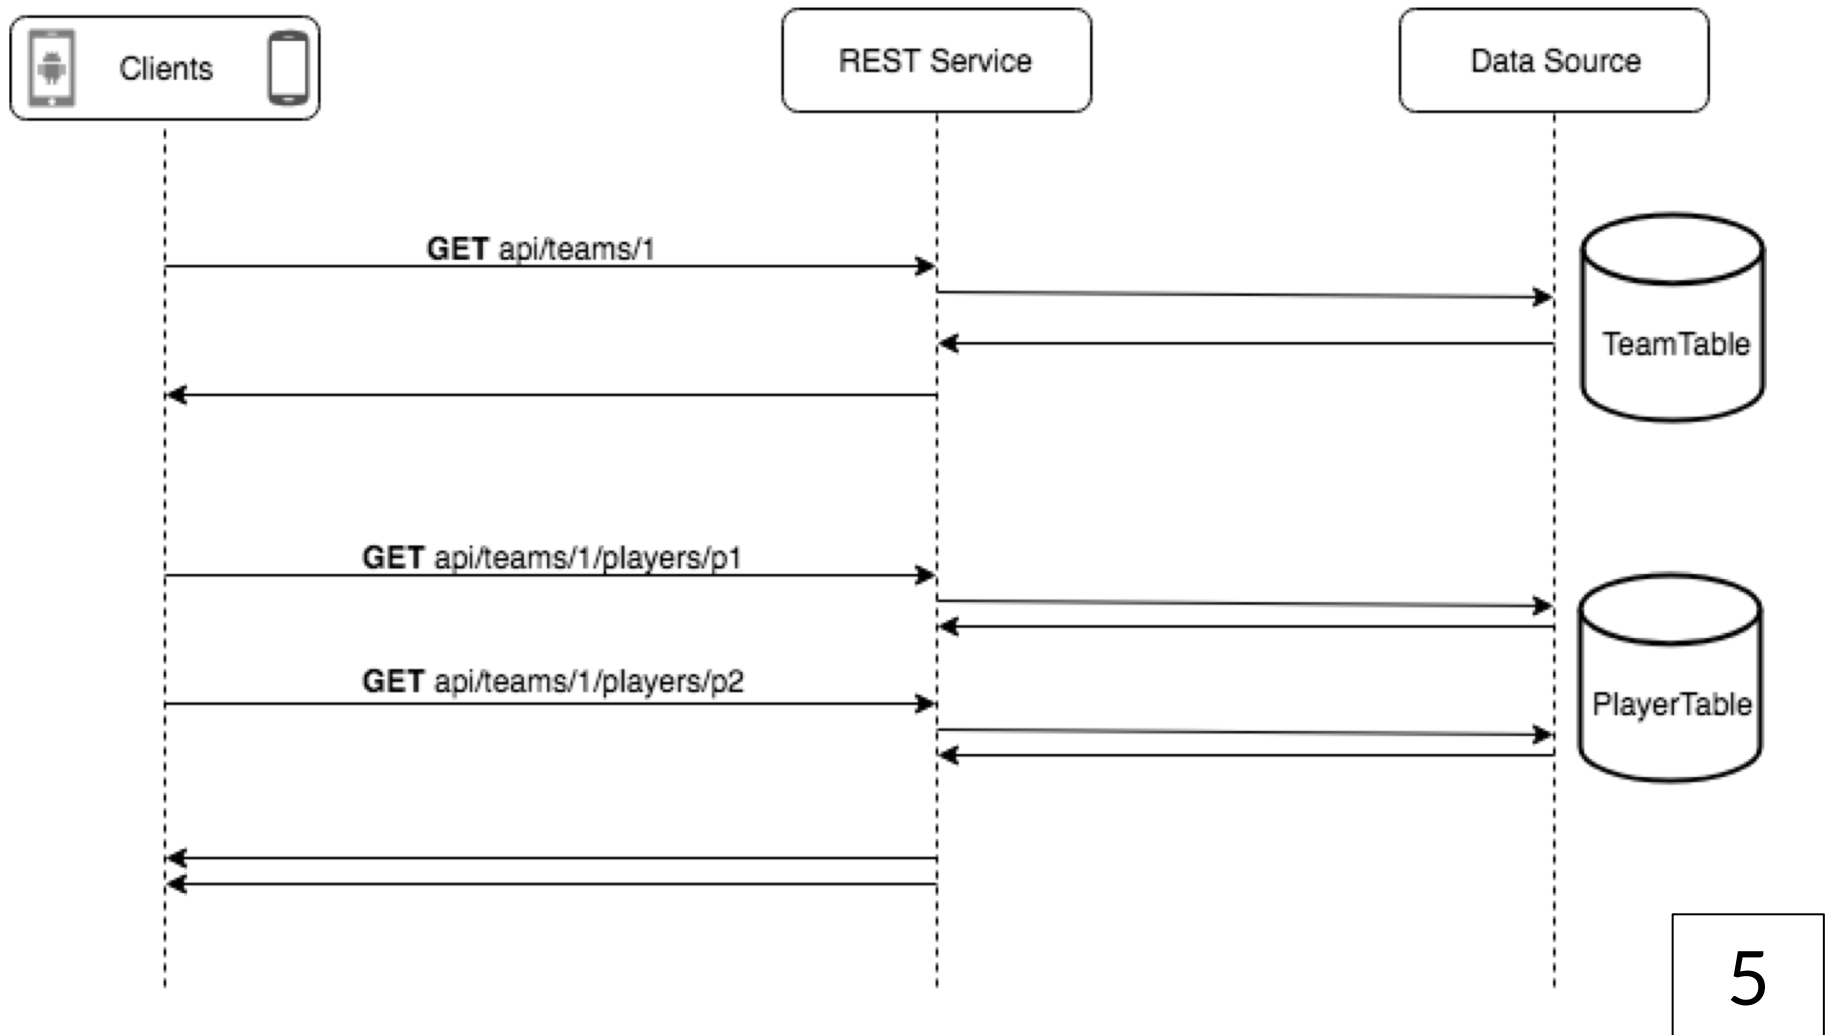 Clients
REST Service
Data Source
GET api/teams/1
TeamTable
GET api/teams/1/players/p1
GET api/teams/1/players/p2
PlayerTable
5